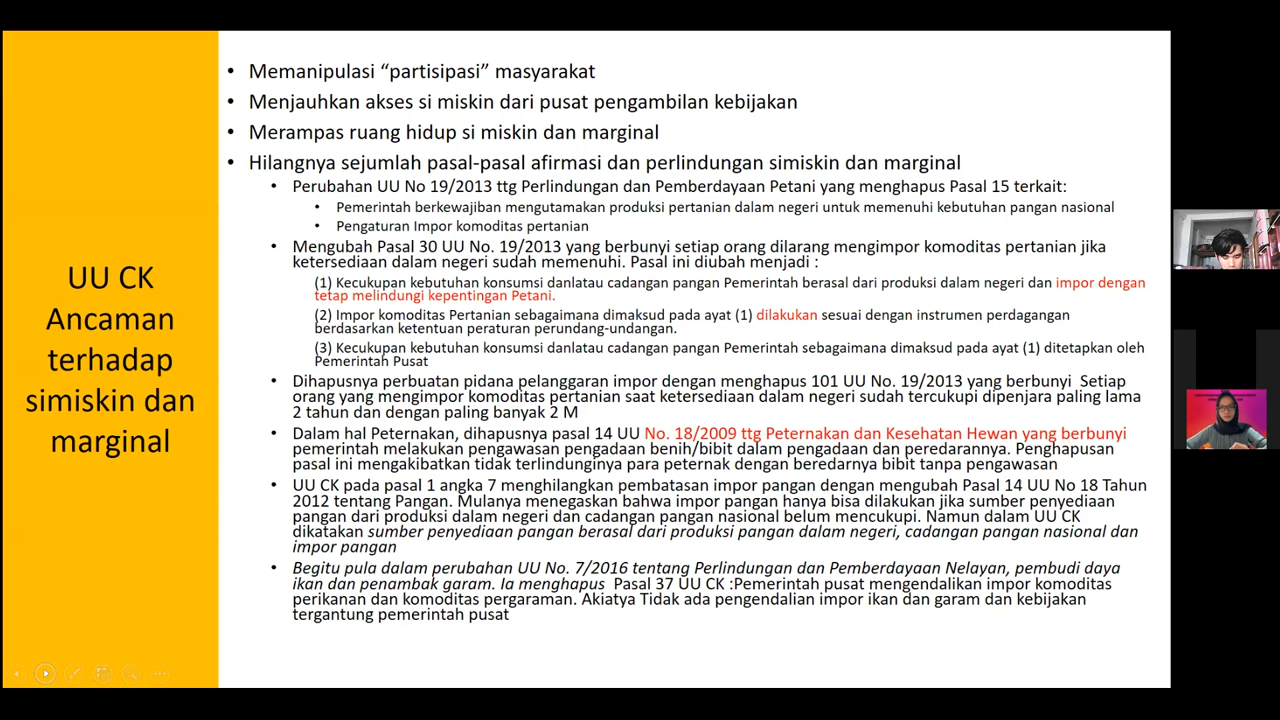 UU CK
Ancaman
terhadap
simiskin dan
marginal
• Memanipulasi “partisipasi” masyarakat
• Menjauhkan akses si miskin dari pusat pengambilan kebijakan
• Merampas ruang hidup si miskin dan marginal
• Hilangnya sejumlah pasal-pasal afirmasi dan perlindungan simiskin dan marginal
• Perubahan UU No 19/2013 ttg Perlindungan dan Pemberdayaan Petani yang menghapus Pasal 15 terkait:
• Pemerintah berkewajiban mengutamakan produksi pertanian dalam negeri untuk memenuhi kebutuhan pangan nasional
• Pengaturan Impor komoditas pertanian
• Mengubah Pasal 30 UU No. 19/2013 yang berbunyi setiap orang dilarang mengimpor komoditas pertanian jika
ketersediaan dalam negeri sudah memenuhi. Pasal ini diubah menjadi :
(1) Kecukupan kebutuhan konsumsi danlatau cadangan pangan Pemerintah berasal dari produksi dalam negeri dan impor dengan
tetap melindungi kepentingan Petani.
(2) Impor komoditas Pertanian sebagaimana dimaksud pada ayat (1) dilakukan sesuai dengan instrumen perdagangan
berdasarkan ketentuan peraturan perundang-undangan.
(3) Kecukupan kebutuhan konsumsi danlatau cadangan pangan Pemerintah sebagaimana dimaksud pada ayat (1) ditetapkan oleh
Pemerintah Pusat
• Dihapusnya perbuatan pidana pelanggaran impor dengan menghapus 101 UU No. 19/2013 yang berbunyi Setiap
orang yang mengimpor komoditas pertanian saat ketersediaan dalam negeri sudah tercukupi dipenjara paling lama
2 tahun dan dengan paling banyak 2 M
• Dalam hal Peternakan, dihapusnya pasal 14 UU No. 18/2009 ttg Peternakan dan Kesehatan Hewan yang berbunyi
pemerintah melakukan pengawasan pengadaan benih/bibit dalam pengadaan dan peredarannya. Penghapusan
pasal ini mengakibatkan tidak terlindunginya para peternak dengan beredarnya bibit tanpa pengawasan
• UU CK pada pasal 1 angka 7 menghilangkan pembatasan impor pangan dengan mengubah Pasal 14 UU No 18 Tahun
2012 tentang Pangan. Mulanya menegaskan bahwa impor pangan hanya bisa dilakukan jika sumber penyediaan
pangan dari produksi dalam negeri dan cadangan pangan nasional belum mencukupi. Namun dalam UU CK
dikatakan sumber penyediaan pangan berasal dari produksi pangan dalam negeri, cadangan pangan nasional dan
impor pangan
• Begitu pula dalam perubahan UU No. 7/2016 tentang Perlindungan dan Pemberdayaan Nelayan, pembudi daya
ikan dan penambak garam. Ia menghapus Pasal 37 UU CK :Pemerintah pusat mengendalikan impor komoditas
perikanan dan komoditas pergaraman. Akiatya Tidak ada pengendalian impor ikan dan garam dan kebijakan
tergantung pemerintah pusat